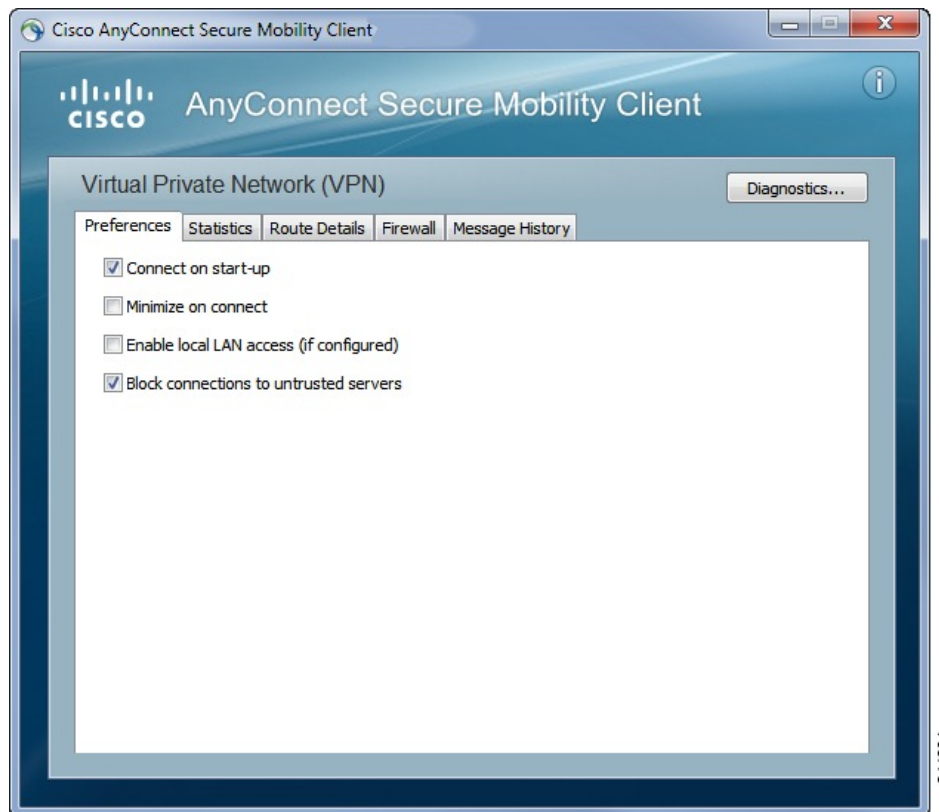 Cisco AnyConnect Secure Mobility Client
CISCO
AnyConnect Secure Mobility Client
Virtual Private Network (VPN)
Diagnostics...
Preferences Statistics Route Details Firewall Message History
Connect on start-up
Minimize on connect
Enable local LAN access (if configured)
Block connections to untrusted servers